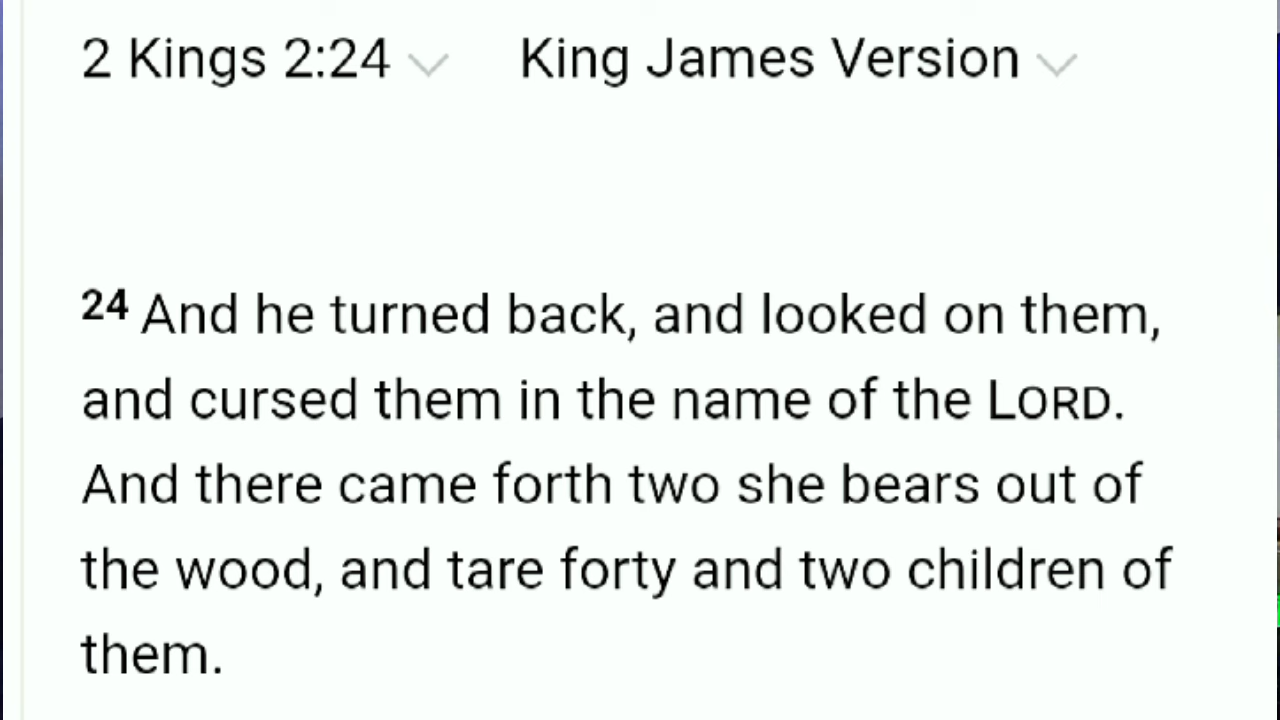 2 Kings 2:24 King James Version
24 And he turned back, and looked on them,
and cursed them in the name of the LORD.
And there came forth two she bears out of
the wood, and tare forty and two children of
them.